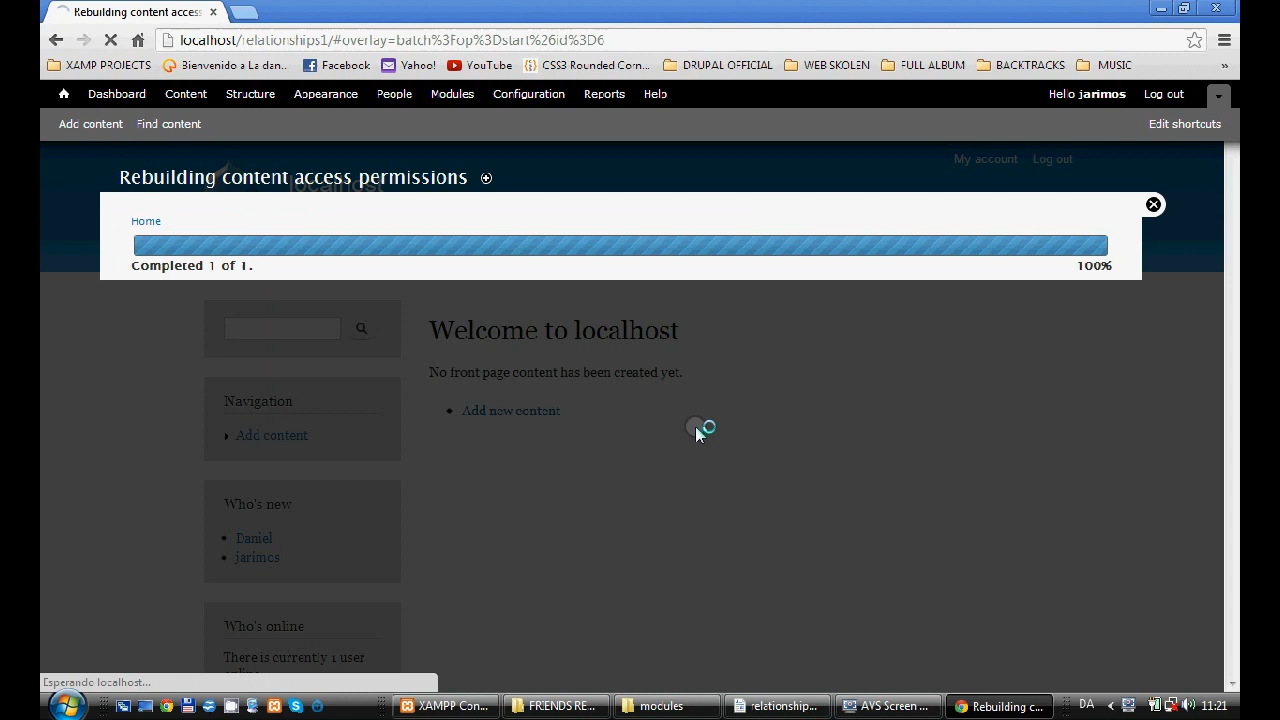 Rebuilding content access
localhost/relationships1/#overlay=batch%3Fop%3Dstart%26id%3D6
XAMP PROJECTS Bienvenido a La dan... Facebook Yahoo! YouTube CSS3 Rounded Corn... DRUPAL OFFICIAL WEB SKOLEN FULL ALBUM BACKTRACKS MUSIC »
Dashboard Content Structure Appearance People Modules Configuration Reports Help Hello jarimos Log out
Add content Find content Edit shortcuts
My account Log out
Rebuilding content access permissions
localhost
Home
Completed 1 of 1. 100%
Welcome to localhost
No front page content has been created yet.
Navigation
Add new content
Add content
Who's new
Daniel
jarimos
Who's online
There is currently 1 user
online.
Esperando localhost...
XAMPP Con... FRIENDS RE... modules relationship... AVS Screen ... Rebuilding c... DA 11:21